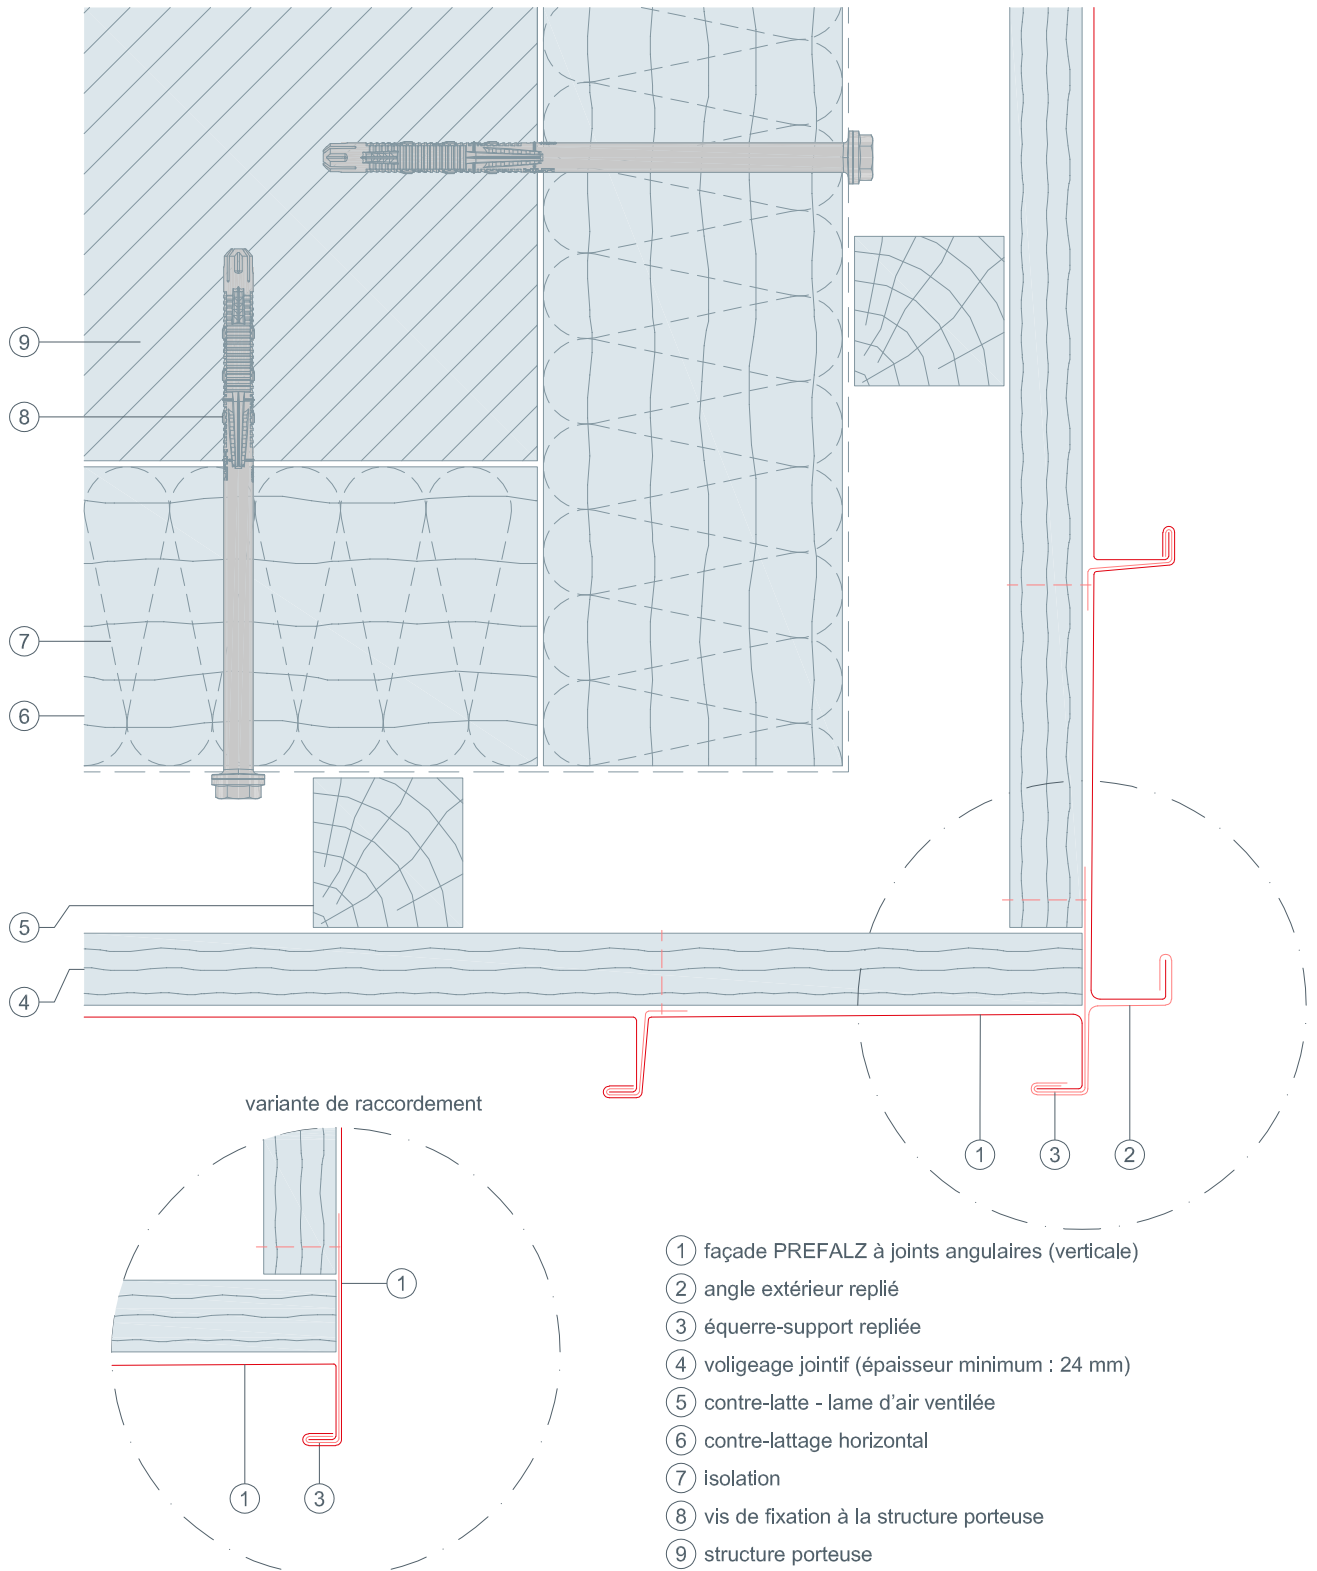 9
8
7
6
5
4
variante de raccordement
1
3
2
1
1
3
1 façade PREFALZ à joints angulaires (verticale)
2 angle extérieur replié
3 équerre-support repliée
4 voligeage jointif (épaisseur minimum : 24 mm)
5 contre-latte - lame d’air ventilée
6 contre-lattage horizontal
7 isolation
8 vis de fixation à la structure porteuse
9 structure porteuse